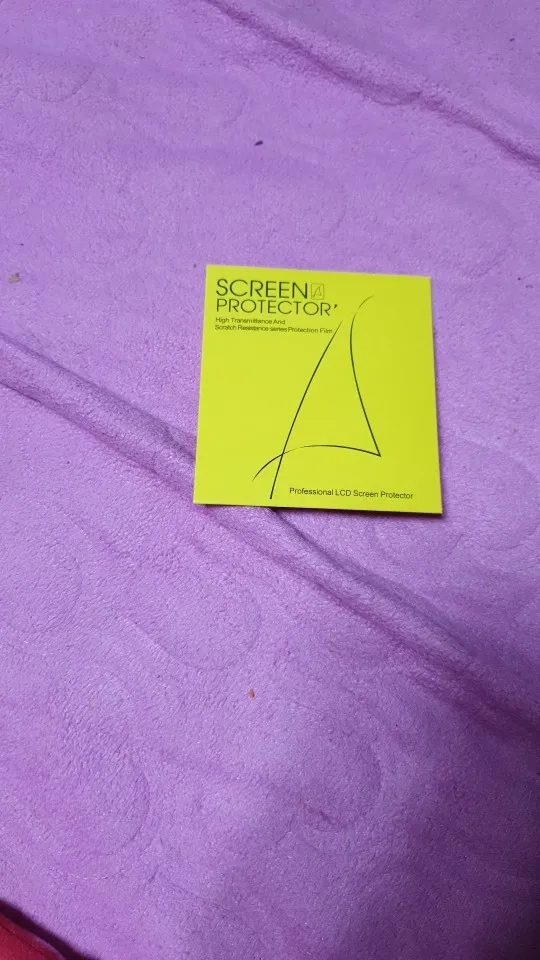 SCREEN
PROTECTOR'
High Transmittance And
Scratch Resistance series Protection Film
Professional LCD Screen Protector